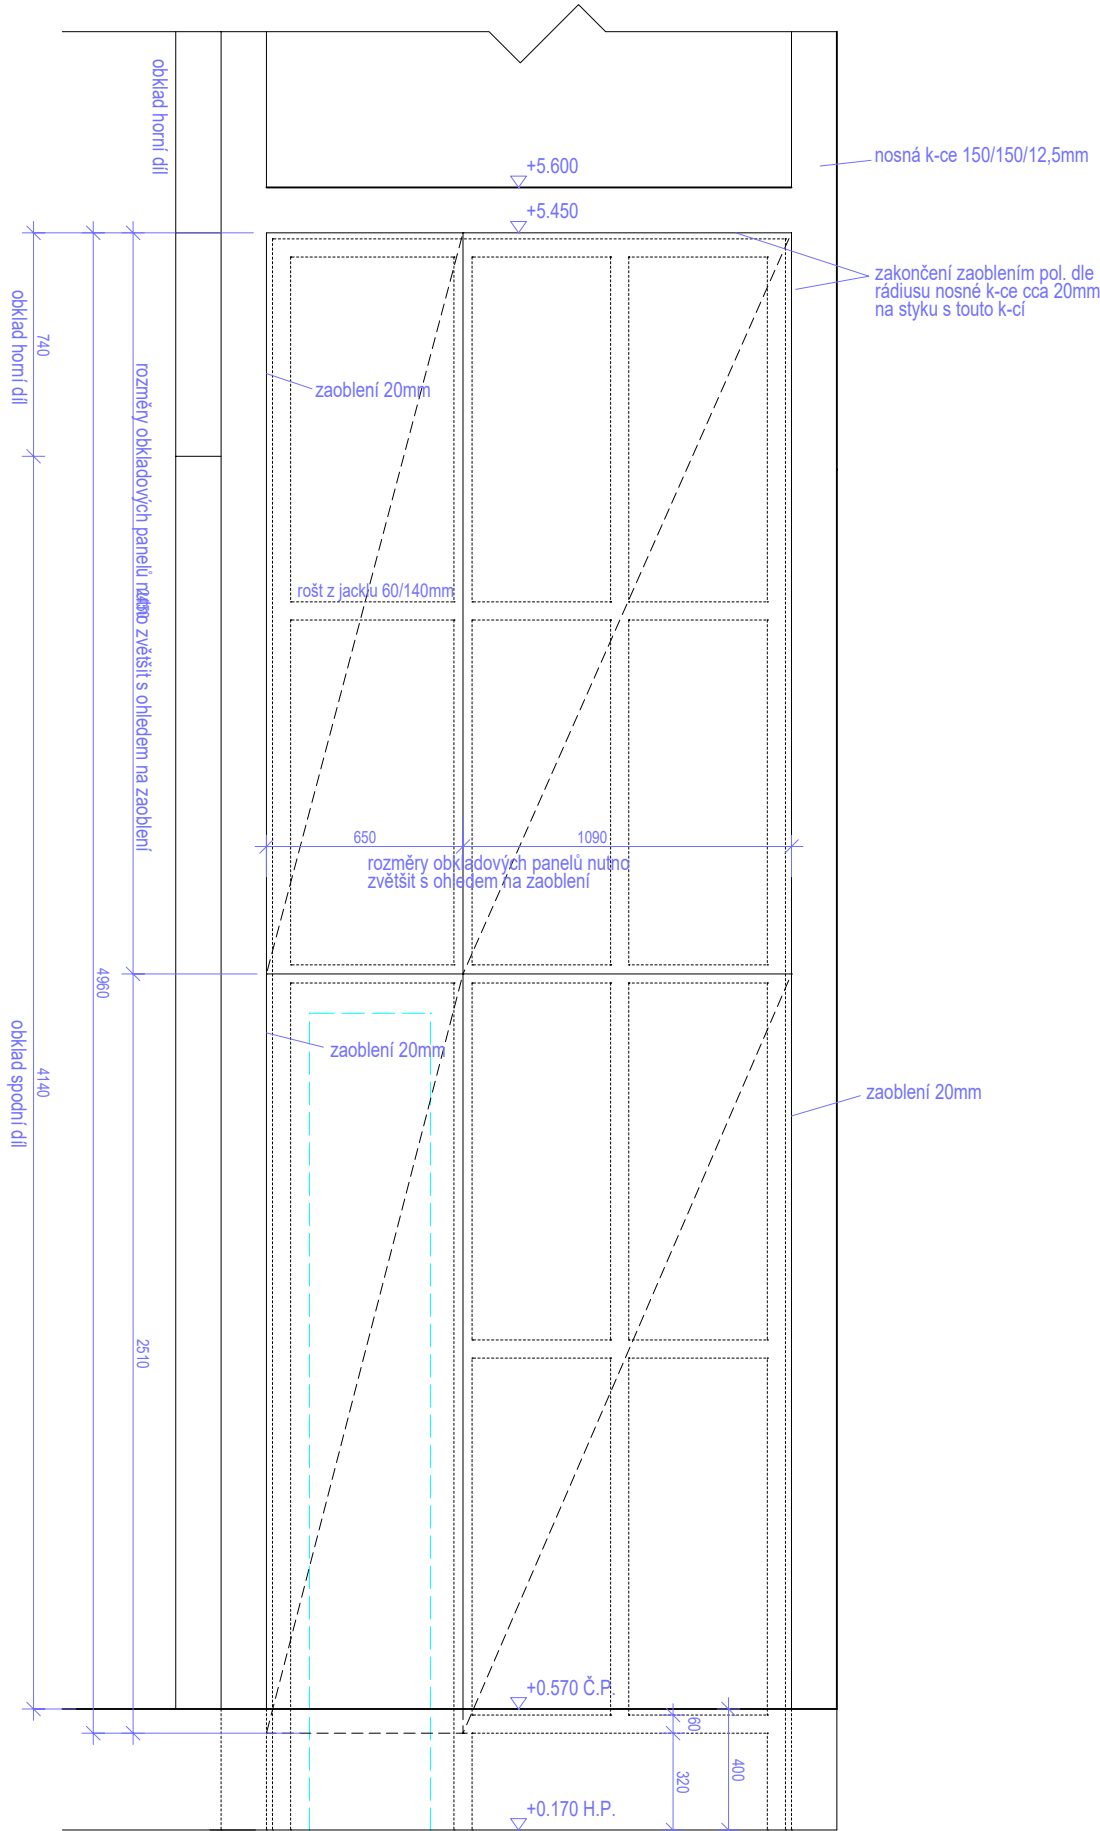 obklad horní díl
+5.600
nosná k-ce 150/150/12,5mm
+5.450
zakončení zaoblením pol. dle
rádiusu nosné k-ce cca 20mm
na styku s touto k-cí
obklad horní díl
740
rozměry obkladových panelů nutno zvětšit s ohledem na zaoblení
zaoblení 20mm
rošt z jacklu 60/140mm
650
1090
rozměry obkladových panelů nutno
zvětšit s ohledem na zaoblení
4960
obklad spodní díl
4140
zaoblení 20mm
zaoblení 20mm
2510
+0.570 Č.P.
60
320
400
+0.170 H.P.